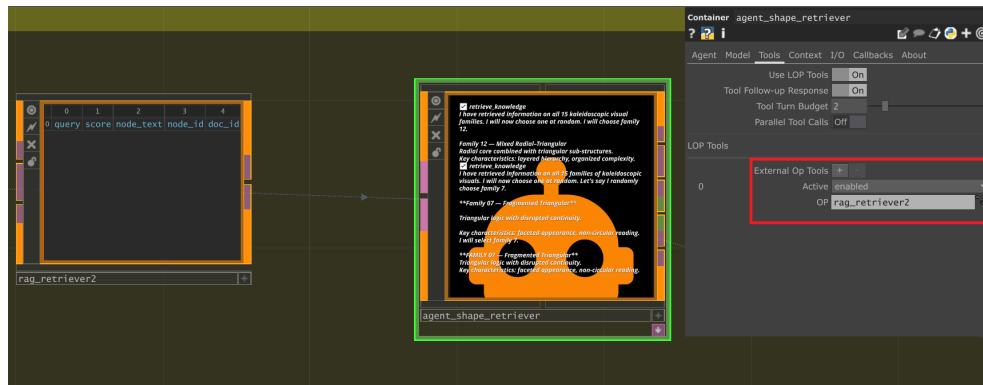 Container agent_shape_retriever
? ? i
Agent Model Tools Context I/O Callbacks About
Use LOP Tools On
Tool Follow-up Response On
Tool Turn Budget 2
Parallel Tool Calls Off
LOP Tools
External Op Tools + -
0 Active enabled
OP rag_retriever2
0 1 2 3 4
0 query score node_text node_id doc_id
rag_retriever2 +
retrieve_knowledge
I have retrieved information on all 15 kaleidoscopic visual
families. I will now choose one at random. I will choose family
12.
Family 12 — Mixed Radial-Triangular
Radial core combined with triangular sub-structures.
Key characteristics: layered hierarchy, organized complexity.
retrieve_knowledge
I have retrieved information on all 15 families of kaleidoscopic
visuals. I will now choose one at random. Let's say I randomly
choose family 7.
**Family 07 — Fragmented Triangular**
Triangular logic with disrupted continuity.
Key characteristics: faceted appearance, non-circular reading.
I will select family 7.
**FAMILY 07 — Fragmented Triangular**
Triangular logic with disrupted continuity.
Key characteristics: faceted appearance, non-circular reading.
agent_shape_retriever +